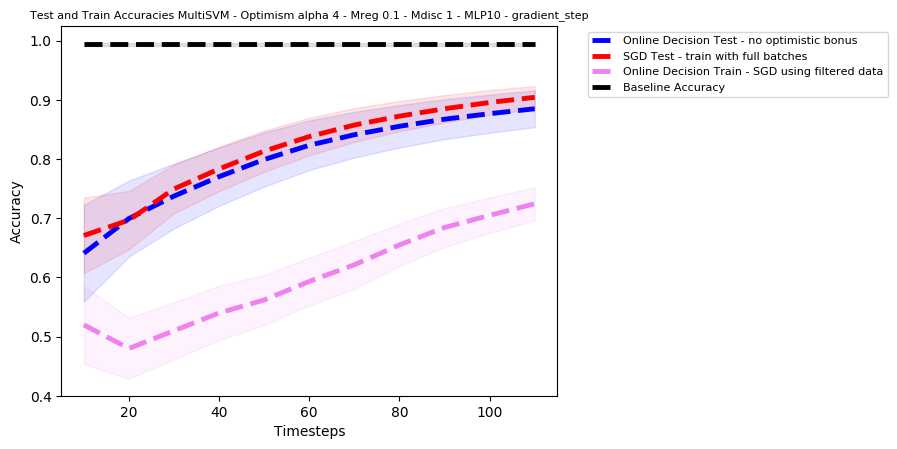 Test and Train Accuracies MultiSVM - Optimism alpha 4 - Mreg 0.1 - Mdisc 1 - MLP10 - gradient_step
Online Decision Test - no optimistic bonus
SGD Test - train with full batches
Online Decision Train - SGD using filtered data
Baseline Accuracy
Accuracy
1.0
0.9
0.8
0.7
0.6
0.5
0.4
20 40 60 80 100
Timesteps